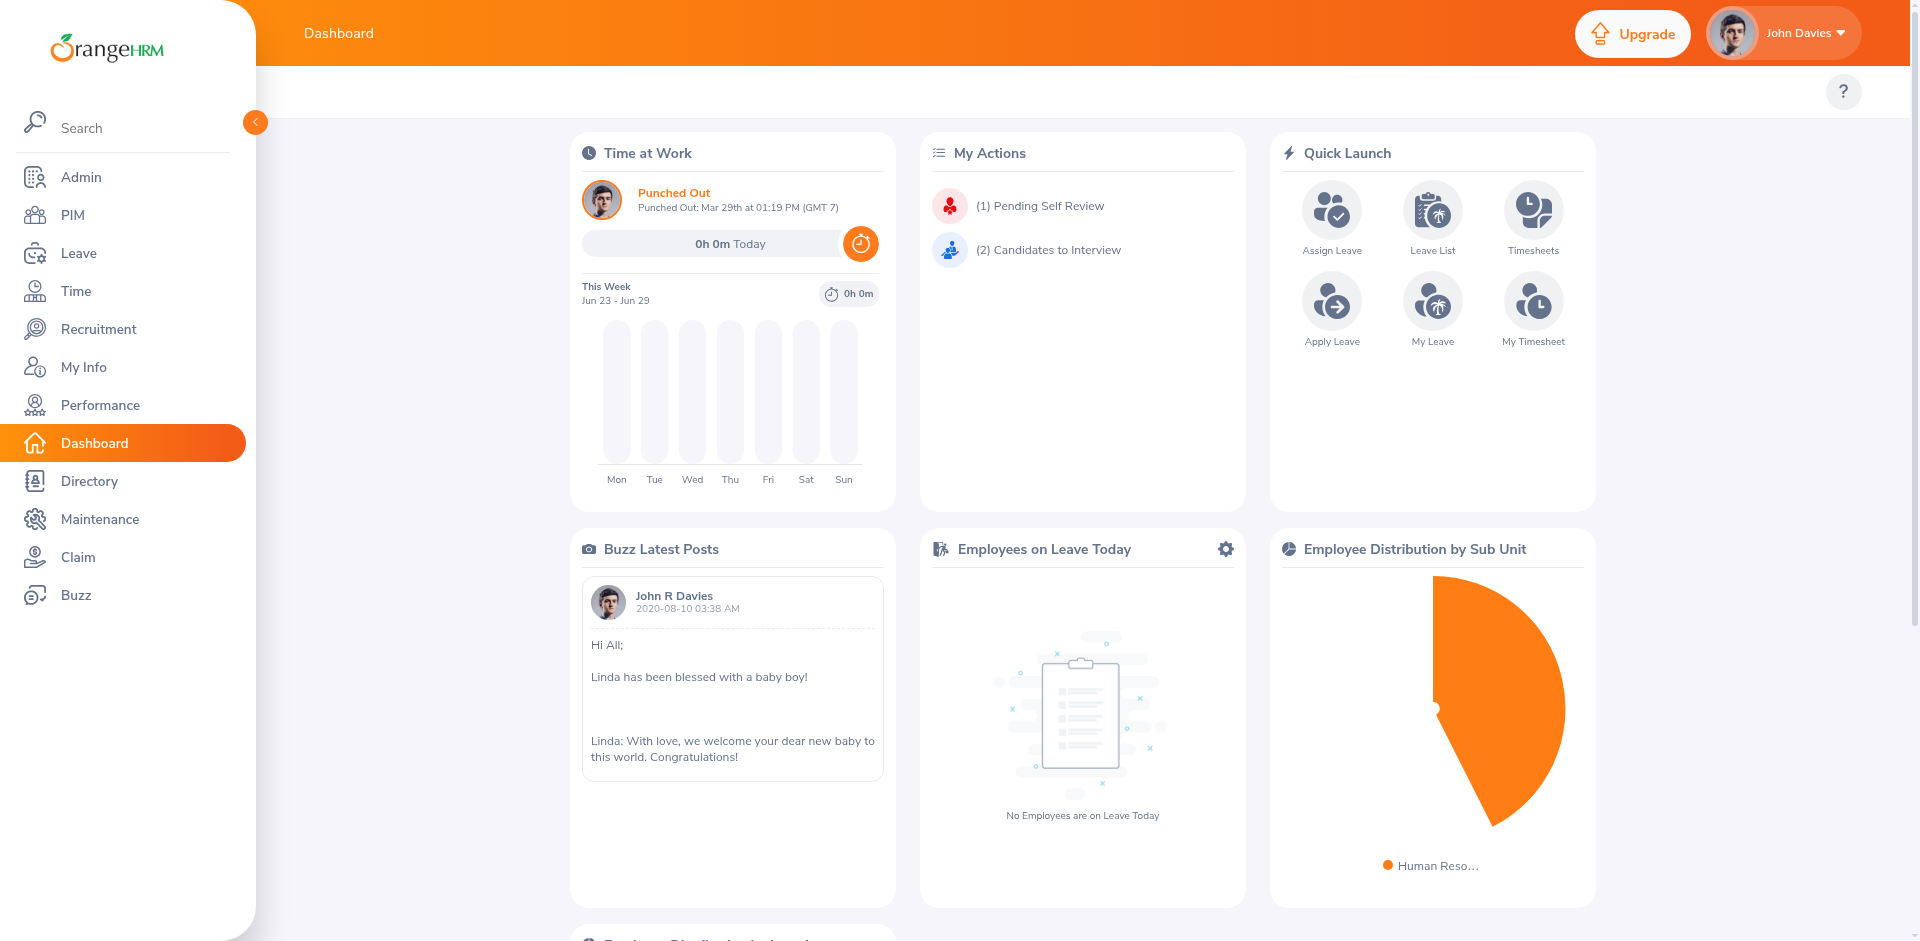 OrangeHRM
Dashboard
Upgrade
John Davies
?
Search
Admin
PIM
Leave
Time
Recruitment
My Info
Performance
Dashboard
Directory
Maintenance
Claim
Buzz
Time at Work
Punched Out
Punched Out: Mar 29th at 01:19 PM (GMT 7)
0h 0m Today
This Week
Jun 23 - Jun 29
0h 0m
Mon Tue Wed Thu Fri Sat Sun
My Actions
(1) Pending Self Review
(2) Candidates to Interview
Quick Launch
Assign Leave Leave List Timesheets
Apply Leave My Leave My Timesheet
Buzz Latest Posts
John R Davies
2020-08-10 03:38 AM
Hi All;
Linda has been blessed with a baby boy!
Linda: With love, we welcome your dear new baby to
this world. Congratulations!
Employees on Leave Today
No Employees are on Leave Today
Employee Distribution by Sub Unit
Human Reso...